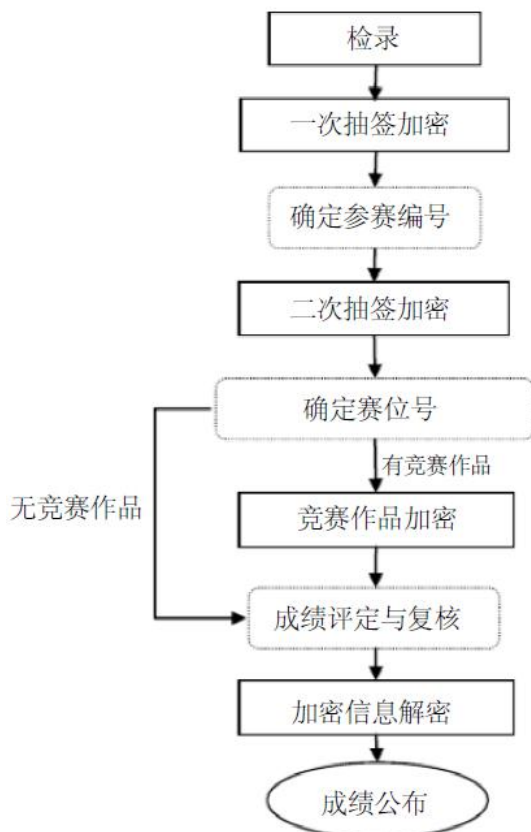 检录
一次抽签加密
确定参赛编号
二次抽签加密
确定赛位号
有竞赛作品
无竞赛作品
竞赛作品加密
成绩评定与复核
加密信息解密
成绩公布